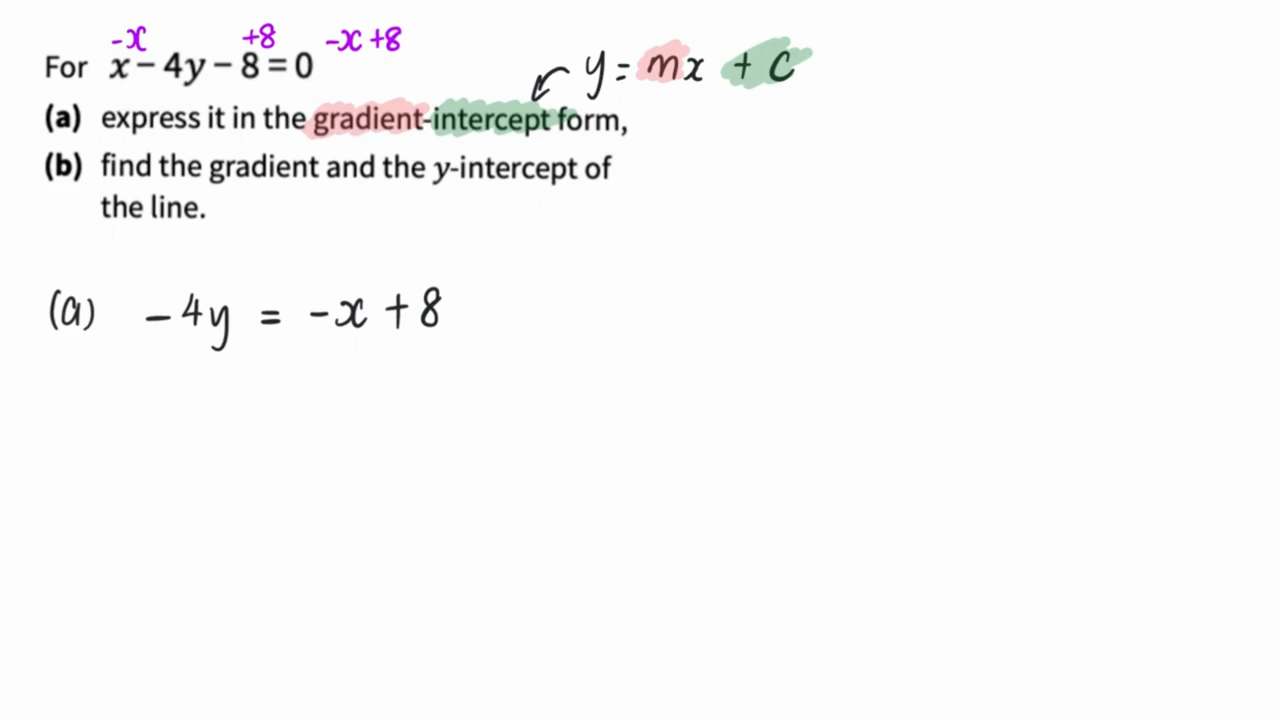 -x +8 -x +8
For x − 4y − 8 = 0 y = mx + c
(a) express it in the gradient-intercept form,
(b) find the gradient and the y-intercept of
the line.
(a) -4y = -x + 8